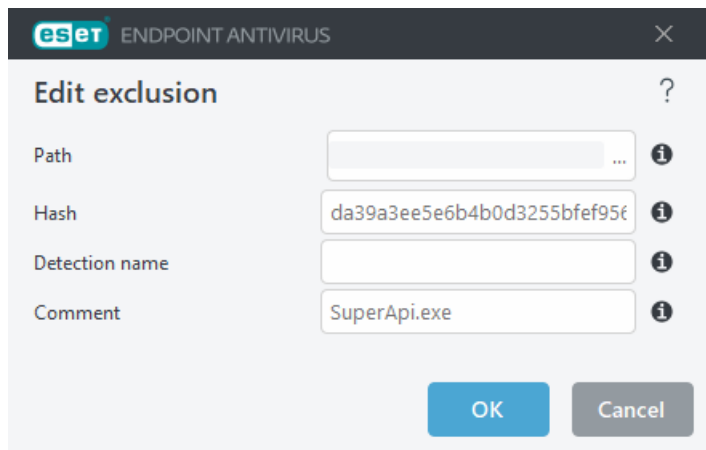 eseT ENDPOINT ANTIVIRUS
Edit exclusion ?
Path ...
Hash da39a3ee5e6b4b0d3255bfef956
Detection name
Comment SuperApi.exe
OK Cancel